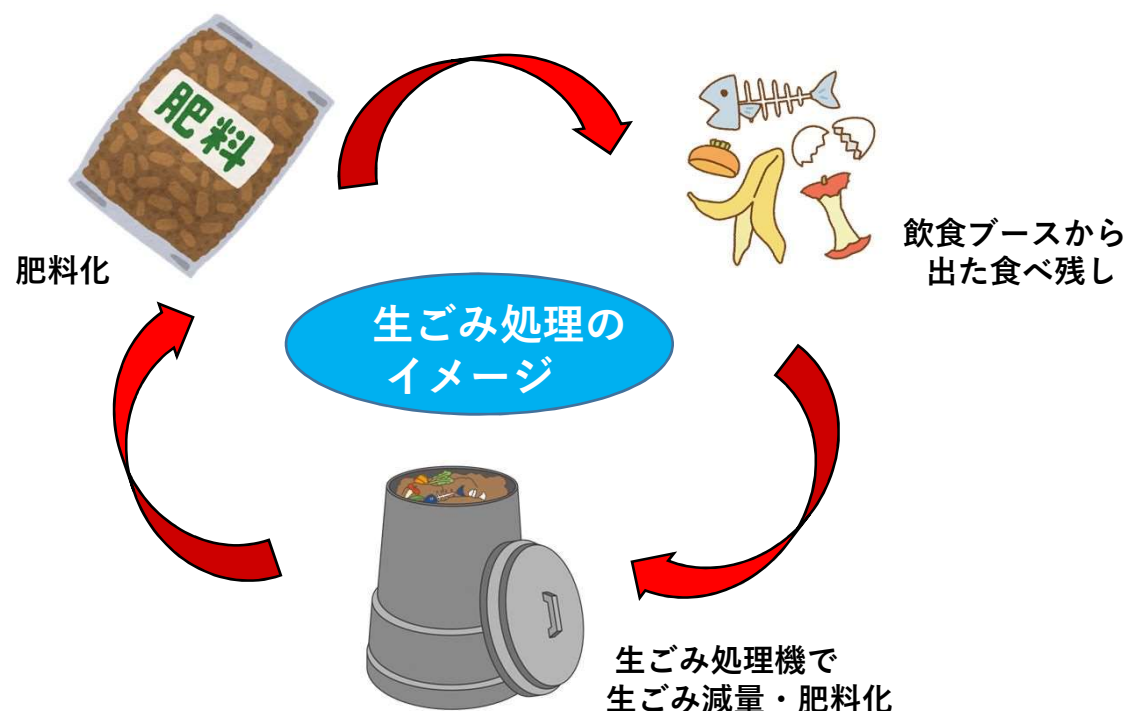 肥料
肥料化
飲食ブースから
出た食べ残し
生ごみ処理の
イメージ
生ごみ処理機で
生ごみ減量・肥料化